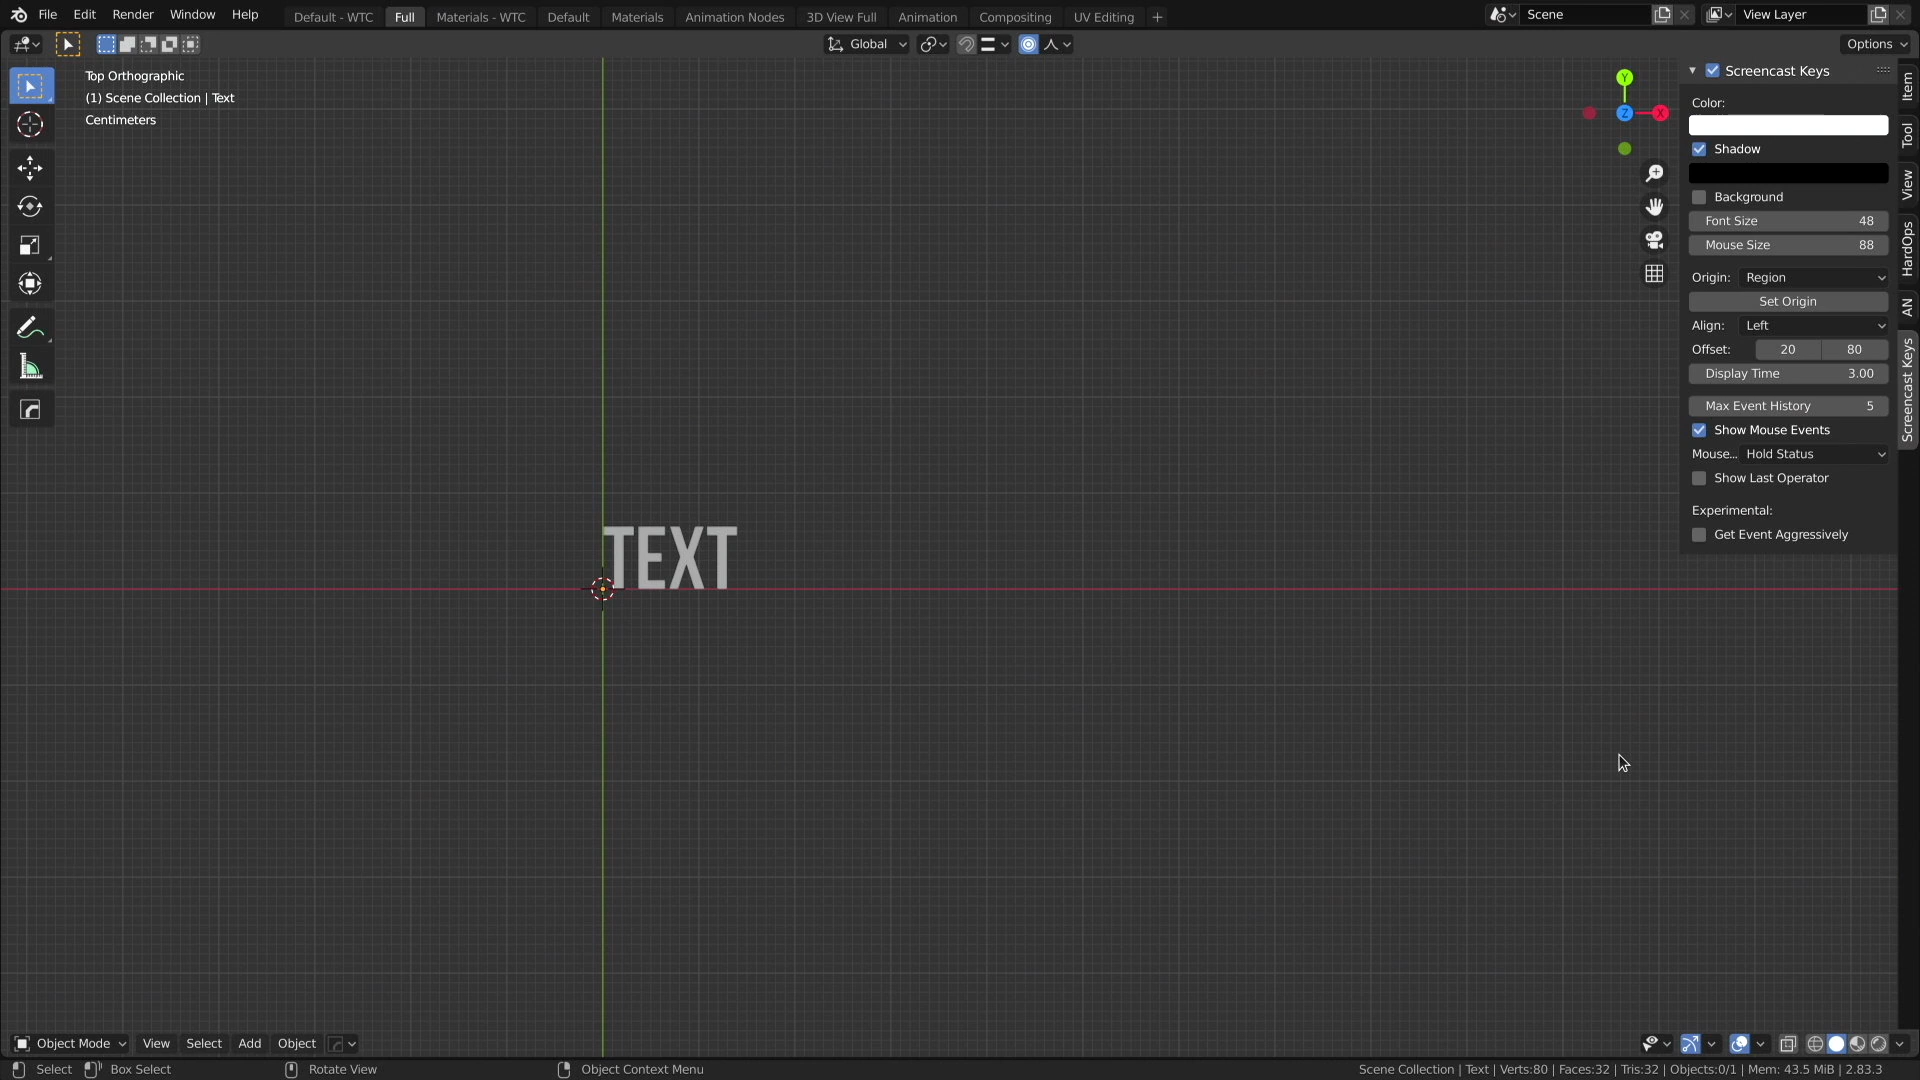 File Edit Render Window Help Default - WTC Full Materials - WTC Default Materials Animation Nodes 3D View Full Animation Compositing UV Editing + Scene View Layer
Global Options
Top Orthographic
(1) Scene Collection | Text
Centimeters
Y
Z
X
Screencast Keys
Color:
Shadow
Background
Font Size 48
Mouse Size 88
Origin: Region
Set Origin
Align: Left
Offset: 20 80
Display Time 3.00
Max Event History 5
Show Mouse Events
Mouse... Hold Status
Show Last Operator
Experimental:
Get Event Aggressively
Item
Tool
View
HardOps
AN
Screencast Keys
TEXT
Object Mode View Select Add Object
Select Box Select Rotate View Object Context Menu Scene Collection | Text | Verts:80 | Faces:32 | Tris:32 | Objects:0/1 | Mem: 43.5 MiB | 2.83.3